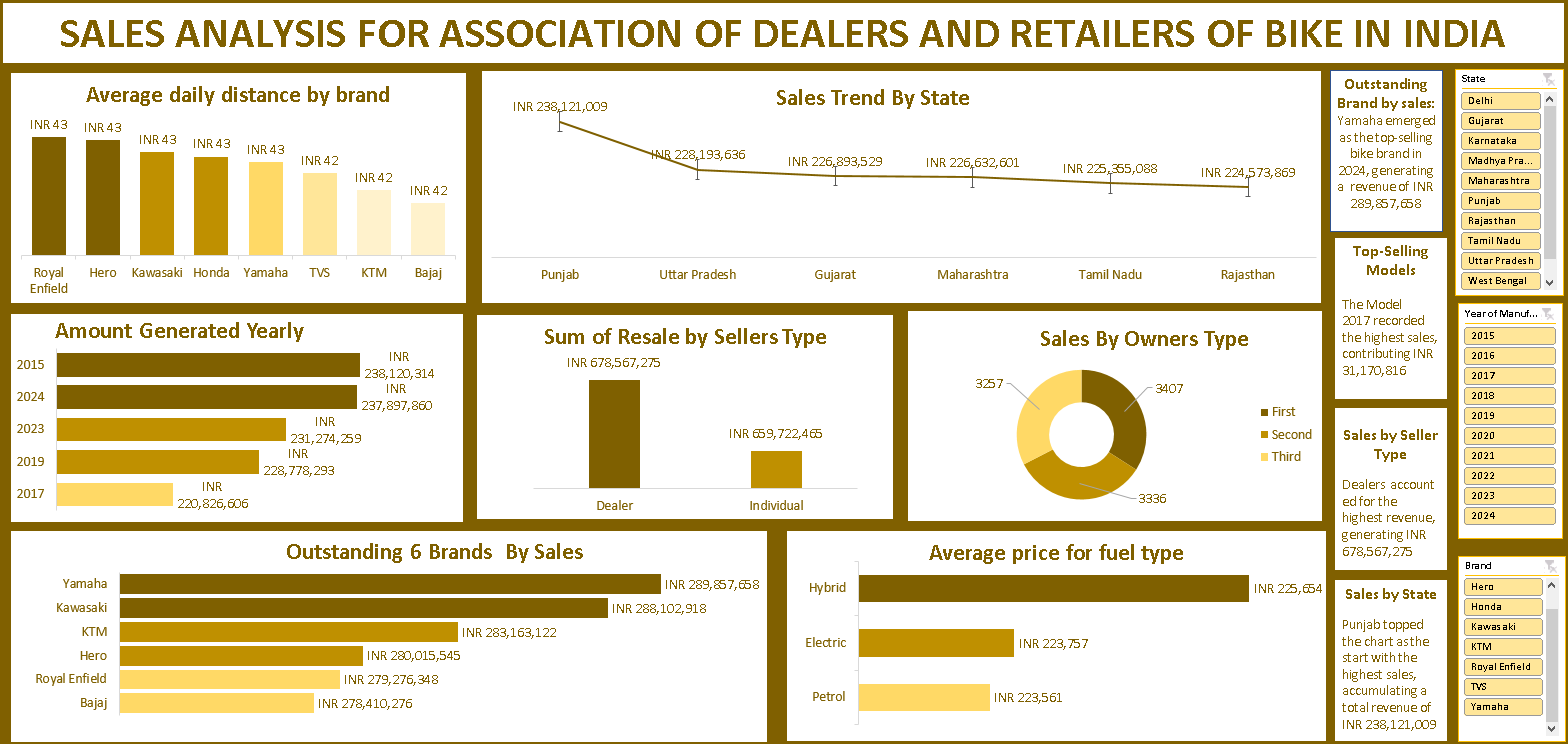 SALES ANALYSIS FOR ASSOCIATION OF DEALERS AND RETAILERS OF BIKE IN INDIA
Average daily distance by brand
INR 43
INR 43
INR 43
INR 43
INR 43
INR 42
INR 42
INR 42
Royal
Enfield
Hero
Kawasaki
Honda
Yamaha
TVS
KTM
Bajaj
Sales Trend By State
INR 238,121,009
INR 228,193,636
INR 226,893,529
INR 226,632,601
INR 225,355,088
INR 224,573,869
Punjab
Uttar Pradesh
Gujarat
Maharashtra
Tamil Nadu
Rajasthan
Outstanding
Brand by sales:
Yamaha emerged
as the top-selling
bike brand in
2024, generating
a revenue of INR
289,857,658
State
Delhi
Gujarat
Karnataka
Madhya Pra...
Maharashtra
Punjab
Rajasthan
Tamil Nadu
Uttar Pradesh
West Bengal
Amount Generated Yearly
2015
INR
238,120,314
2024
INR
237,897,860
2023
INR
231,274,259
2019
INR
228,778,293
2017
INR
220,826,606
Sum of Resale by Sellers Type
INR 678,567,275
INR 659,722,465
Dealer
Individual
Sales By Owners Type
3257
3407
3336
First
Second
Third
Top-Selling
Models
The Model
2017 recorded
the highest sales,
contributing INR
31,170,816
Year of Manuf...
2015
2016
2017
2018
2019
2020
2021
2022
2023
2024
Sales by Seller
Type
Dealers account
ed for the
highest revenue,
generating INR
678,567,275
Outstanding 6 Brands By Sales
Yamaha
INR 289,857,658
Kawasaki
INR 288,102,918
KTM
INR 283,163,122
Hero
INR 280,015,545
Royal Enfield
INR 279,276,348
Bajaj
INR 278,410,276
Average price for fuel type
Hybrid
INR 225,654
Electric
INR 223,757
Petrol
INR 223,561
Sales by State
Punjab topped
the chart as the
start with the
highest sales,
accumulating a
total revenue of
INR 238,121,009
Brand
Hero
Honda
Kawasaki
KTM
Royal Enfield
TVS
Yamaha